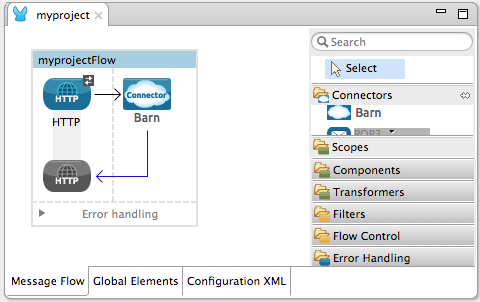 myproject
myprojectFlow
HTTP
Connector
HTTP
Barn
HTTP
Error handling
Search
Select
Connectors
Barn
POP3
Scopes
Components
Transformers
Filters
Flow Control
Error Handling
Message Flow
Global Elements
Configuration XML